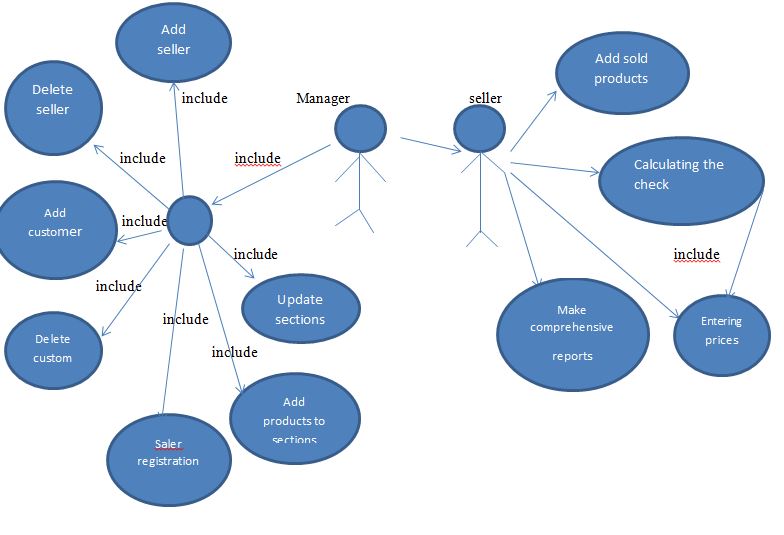 Add
seller
Delete
seller
include
Manager
seller
Add sold
products
include
include
Calculating the
check
Add
customer
include
include
include
include
Update
sections
Make
comprehensive
reports
Entering
prices
include
Delete
custom
include
Add
products to
sections
Saler
registration